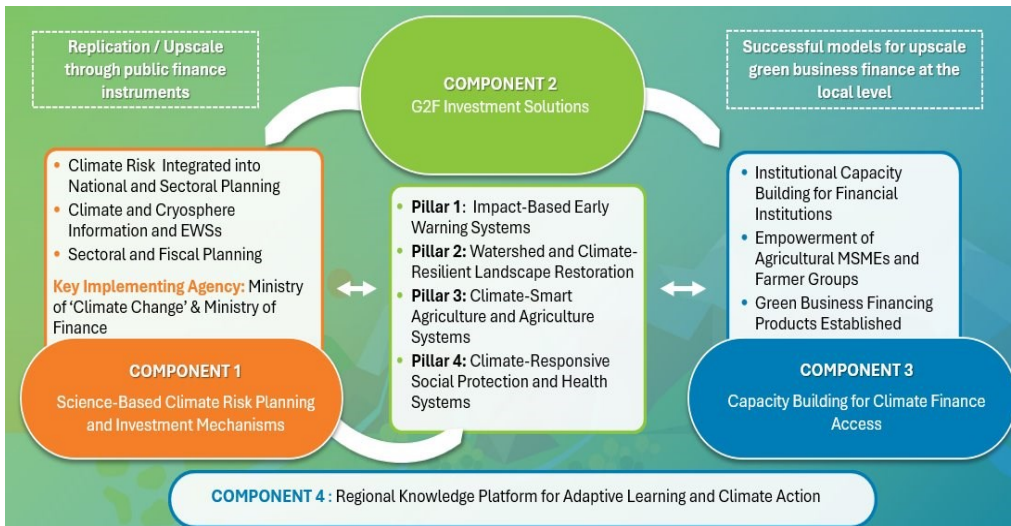 Replication / Upscale
through public finance
instruments
COMPONENT 2
G2F Investment Solutions
Successful models for upscale
green business finance at the
local level
• Climate Risk Integrated into
National and Sectoral Planning
• Climate and Cryosphere
Information and EWSs
• Sectoral and Fiscal Planning
Key Implementing Agency: Ministry
of ‘Climate Change’ & Ministry of
Finance
COMPONENT 1
Science-Based Climate Risk Planning
and Investment Mechanisms
• Pillar 1: Impact-Based Early
Warning Systems
• Pillar 2: Watershed and Climate-
Resilient Landscape Restoration
• Pillar 3: Climate-Smart
Agriculture and Agriculture
Systems
• Pillar 4: Climate-Responsive
Social Protection and Health
Systems
• Institutional Capacity
Building for Financial
Institutions
• Empowerment of
Agricultural MSMEs and
Farmer Groups
• Green Business Financing
Products Established
COMPONENT 3
Capacity Building for Climate Finance
Access
COMPONENT 4 : Regional Knowledge Platform for Adaptive Learning and Climate Action